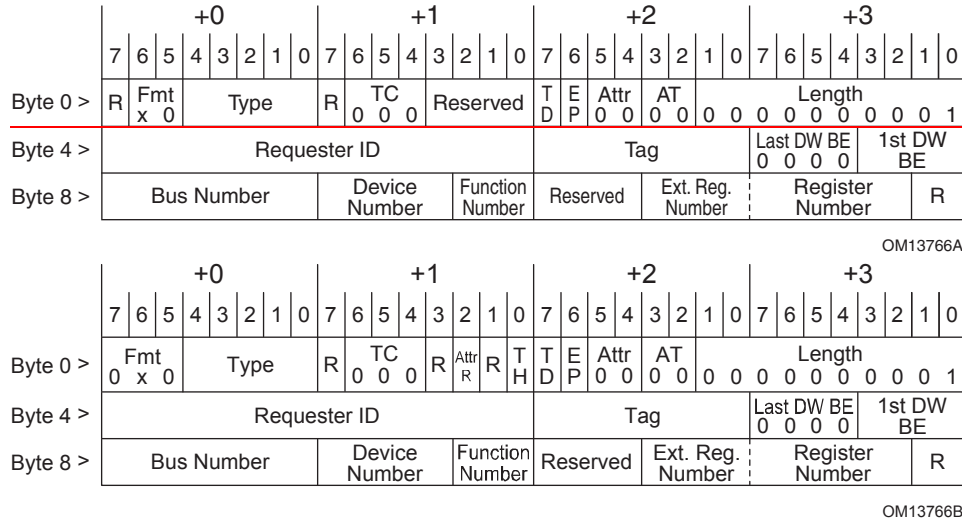 +0 +1 +2 +3
7 6 5 4 3 2 1 0 7 6 5 4 3 2 1 0 7 6 5 4 3 2 1 0 7 6 5 4 3 2 1 0
Byte 0 > R Fmt x 0 Type R TC 0 0 0 Reserved T D E P Attr 0 0 AT 0 0 Length 0 0 0 0 0 0 0 0 0 1
Byte 4 > Requester ID Tag Last DW BE 0 0 0 0 1st DW BE
Byte 8 > Bus Number Device Number Function Number Reserved Ext. Reg. Number Register Number R
OM13766A
+0 +1 +2 +3
7 6 5 4 3 2 1 0 7 6 5 4 3 2 1 0 7 6 5 4 3 2 1 0 7 6 5 4 3 2 1 0
Byte 0 > Fmt 0 x 0 Type R TC 0 0 0 R Attr R R T H T D E P Attr 0 0 AT 0 0 Length 0 0 0 0 0 0 0 0 0 1
Byte 4 > Requester ID Tag Last DW BE 0 0 0 0 1st DW BE
Byte 8 > Bus Number Device Number Function Number Reserved Ext. Reg. Number Register Number R
OM13766B